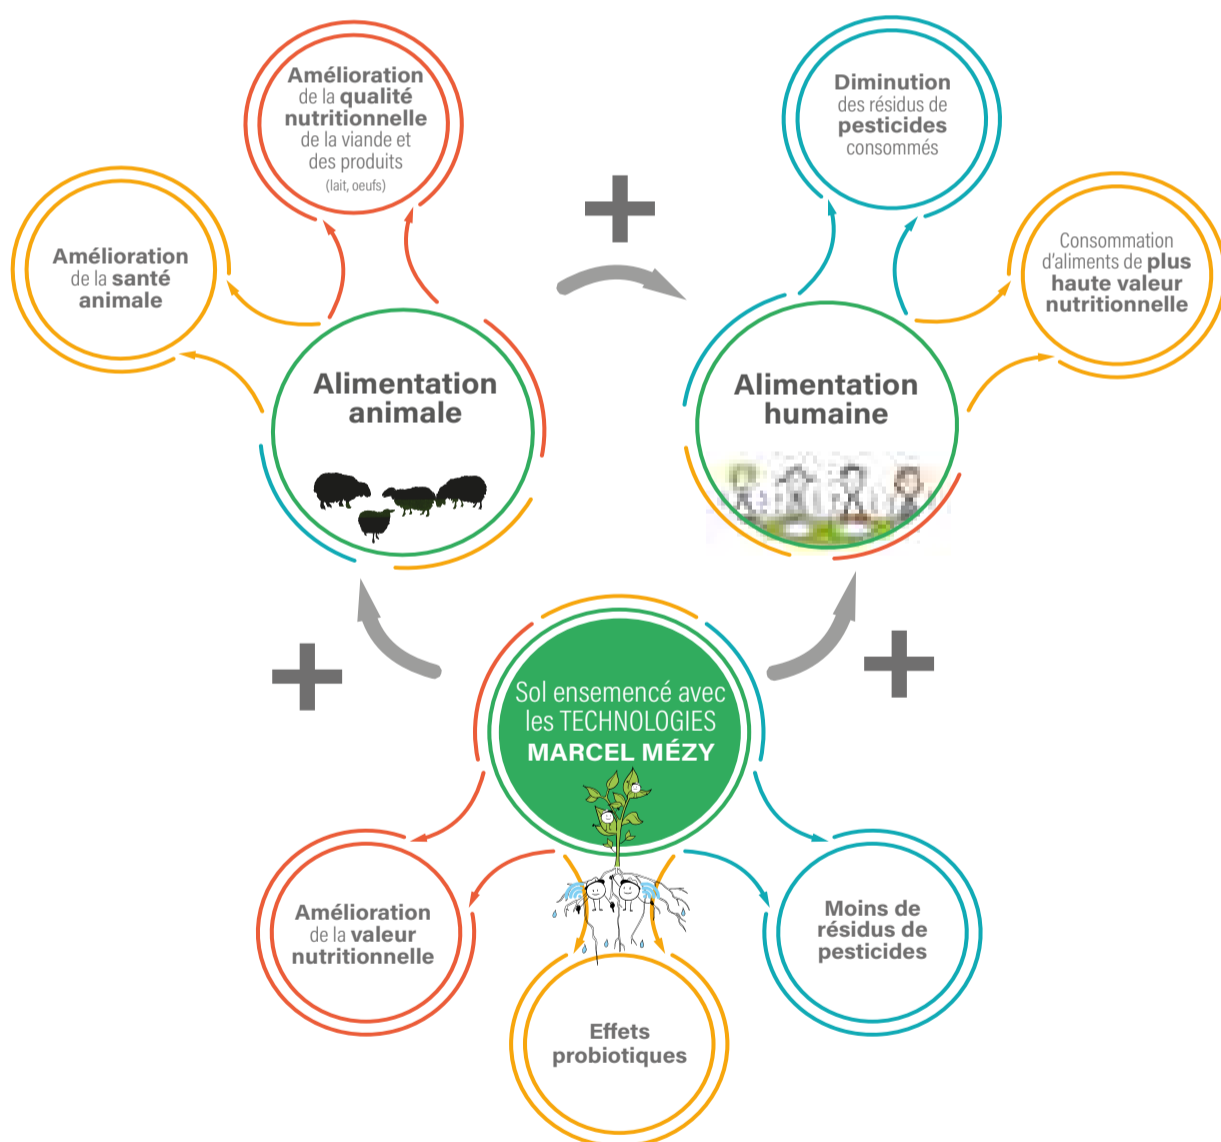 Amélioration
de la qualité
nutritionnelle
de la viande et
des produits
(lait, oeufs)
Diminution
des résidus de
pesticides
consommés
Amélioration
de la santé
animale
Consommation
d'aliments de plus
haute valeur
nutritionnelle
Alimentation
animale
Alimentation
humaine
Sol ensemencé avec
les TECHNOLOGIES
MARCEL MÉZY
Amélioration
de la valeur
nutritionnelle
Moins de
résidus de
pesticides
Effets
probiotiques